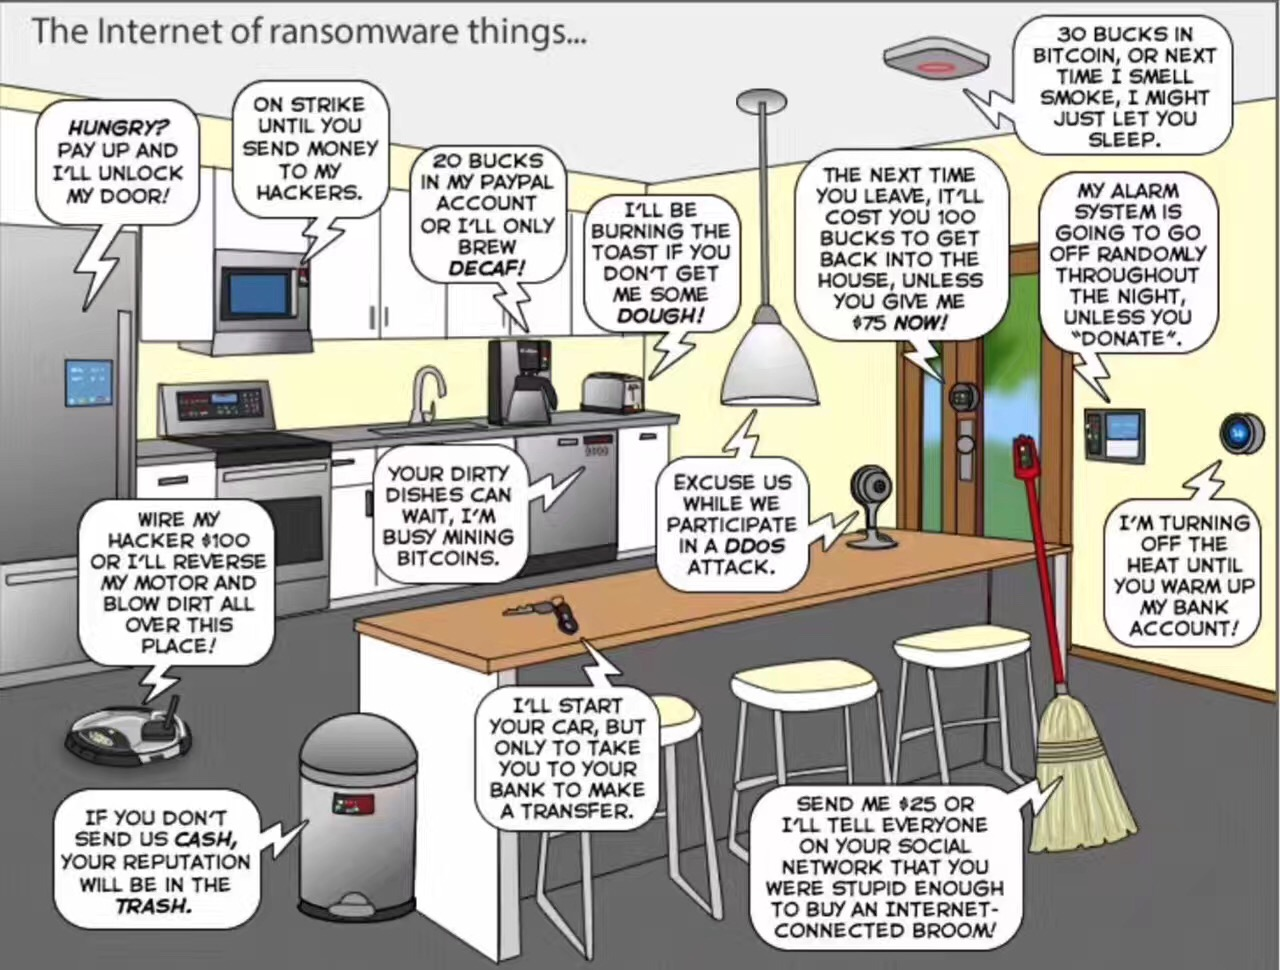 The Internet of ransomware things...
HUNGRY?
PAY UP AND
I'LL UNLOCK
MY DOOR!
ON STRIKE
UNTIL YOU
SEND MONEY
TO MY
HACKERS.
20 BUCKS
IN MY PAYPAL
ACCOUNT
OR I'LL ONLY
BREW
DECAF!
I'LL BE
BURNING THE
TOAST IF YOU
DON'T GET
ME SOME
DOUGH!
THE NEXT TIME
YOU LEAVE, IT'LL
COST YOU 100
BUCKS TO GET
BACK INTO THE
HOUSE, UNLESS
YOU GIVE ME
$75 NOW!
30 BUCKS IN
BITCOIN, OR NEXT
TIME I SMELL
SMOKE, I MIGHT
JUST LET YOU
SLEEP.
MY ALARM
SYSTEM IS
GOING TO GO
OFF RANDOMLY
THROUGHOUT
THE NIGHT,
UNLESS YOU
"DONATE".
YOUR DIRTY
DISHES CAN
WAIT, I'M
BUSY MINING
BITCOINS.
EXCUSE US
WHILE WE
PARTICIPATE
IN A DDoS
ATTACK.
I'M TURNING
OFF THE
HEAT UNTIL
YOU WARM UP
MY BANK
ACCOUNT!
WIRE MY
HACKER $100
OR I'LL REVERSE
MY MOTOR AND
BLOW DIRT ALL
OVER THIS
PLACE!
I'LL START
YOUR CAR, BUT
ONLY TO TAKE
YOU TO YOUR
BANK TO MAKE
A TRANSFER.
IF YOU DON'T
SEND US CASH,
YOUR REPUTATION
WILL BE IN THE
TRASH.
SEND ME $25 OR
I'LL TELL EVERYONE
ON YOUR SOCIAL
NETWORK THAT YOU
WERE STUPID ENOUGH
TO BUY AN INTERNET-
CONNECTED BROOM!